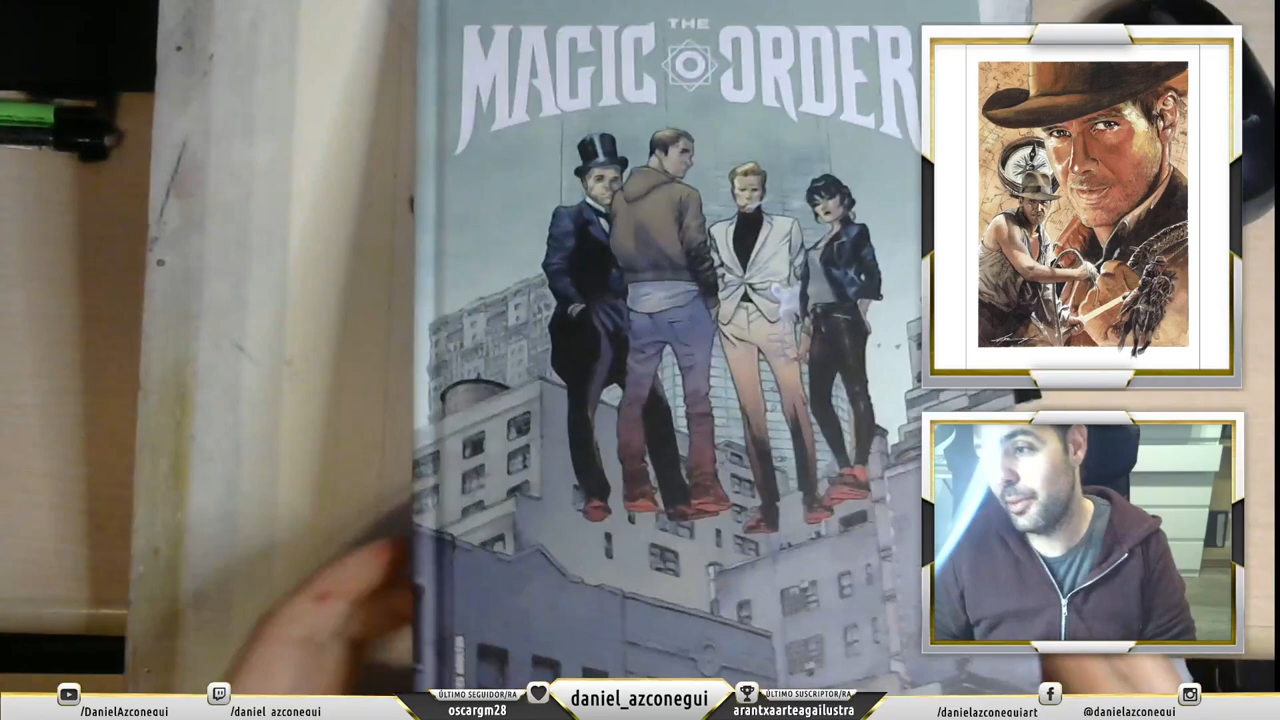 THE
MAGIC ORDER
ÚLTIMO SEGUIDOR/RA
oscargm28
daniel_azconegui
ÚLTIMO SUSCRIPTOR/RA
arantxaarteagailustra
/DanielAzconegui
/daniel_azconegui
/danielazconeguiart
@danielazconegui